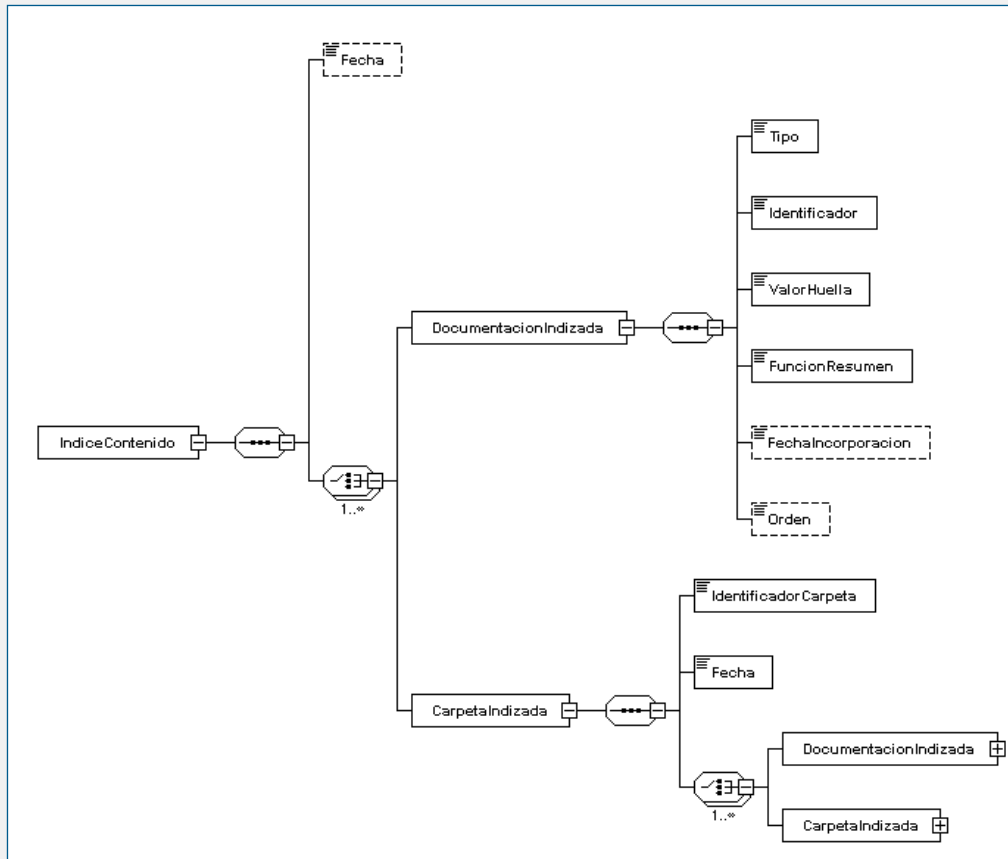 Fecha
Tipo
Identificador
ValorHuella
DocumentacionIndizada
FuncionResumen
IndiceContenido
FechaIncorporacion
1..∞
Orden
IdentificadorCarpeta
Fecha
CarpetaIndizada
DocumentacionIndizada
1..∞
CarpetaIndizada